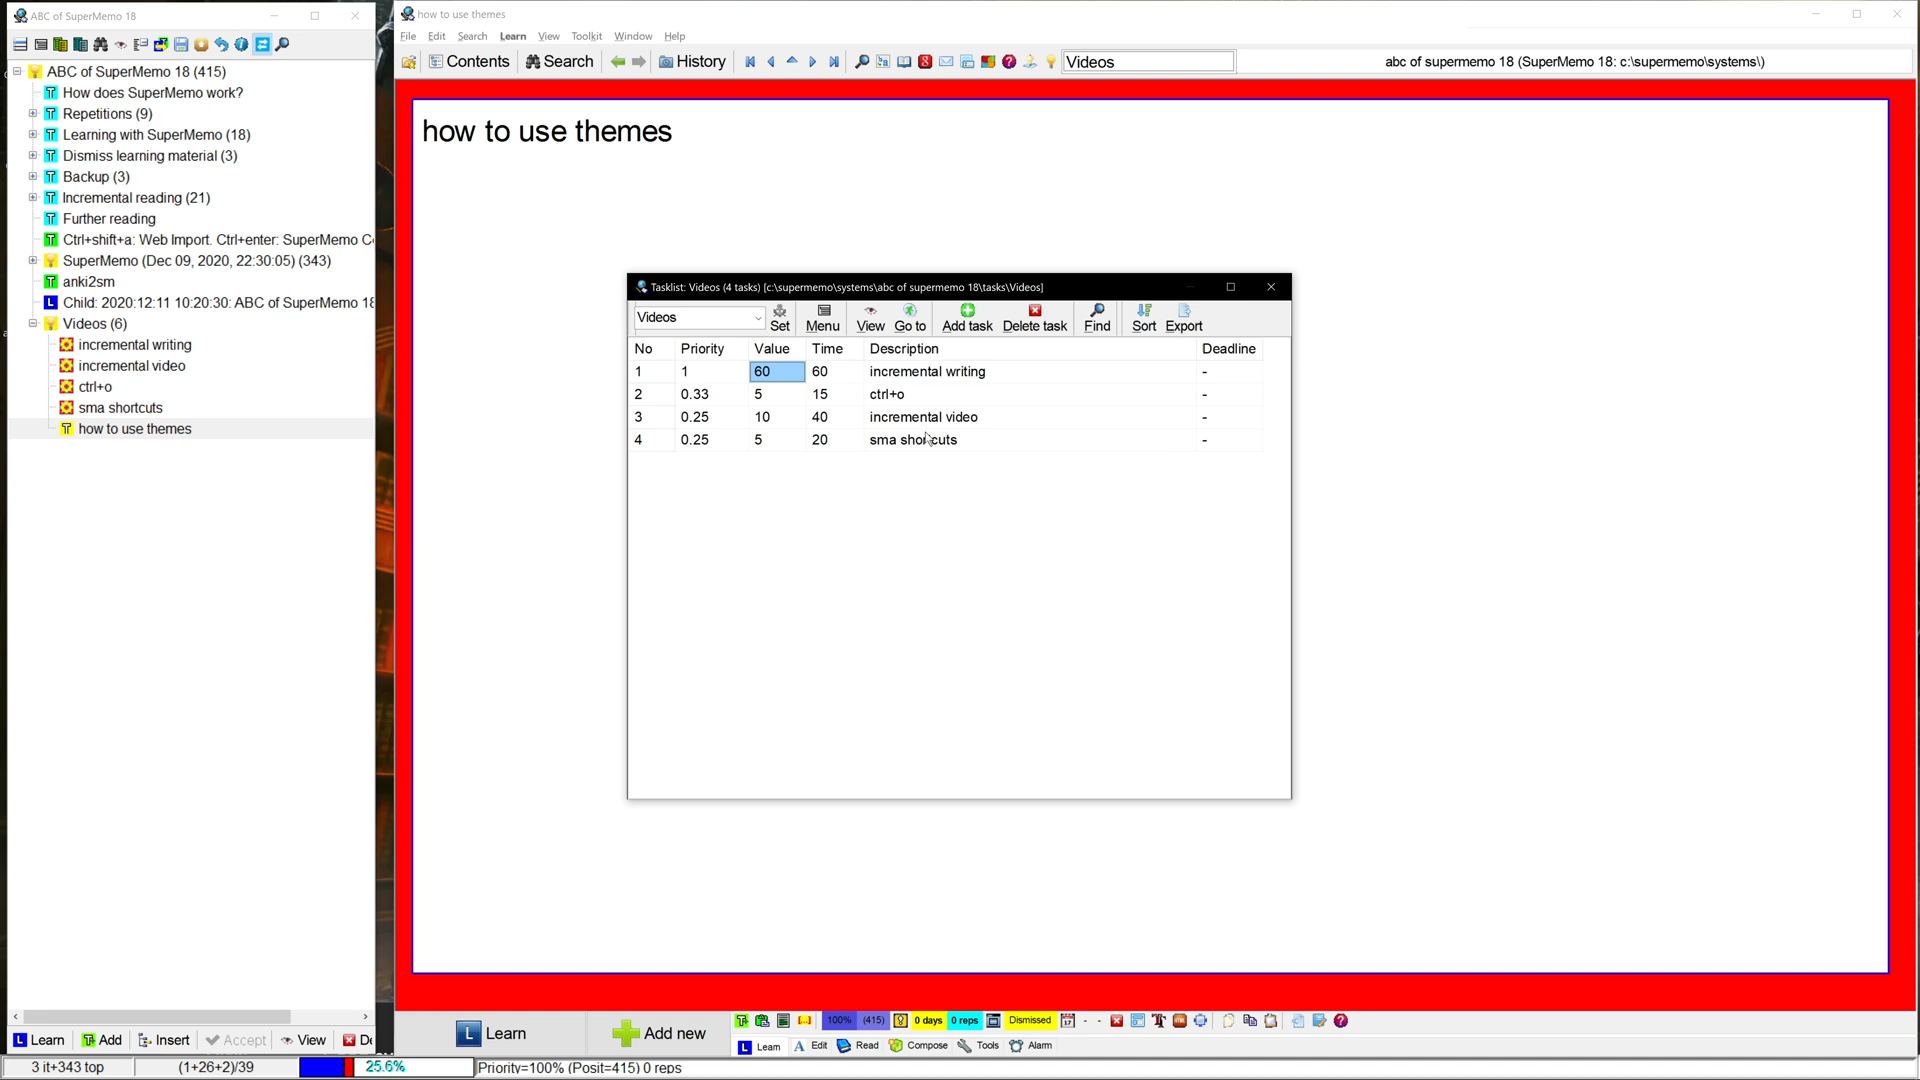 ABC of SuperMemo 18
ABC of SuperMemo 18 (415)
How does SuperMemo work?
Repetitions (9)
Learning with SuperMemo (18)
Dismiss learning material (3)
Backup (3)
Incremental reading (21)
Further reading
Ctrl+shift+a: Web Import. Ctrl+enter: SuperMemo C
SuperMemo (Dec 09, 2020, 22:30:05) (343)
anki2sm
Child: 2020:12:11 10:20:30: ABC of SuperMemo 18
Videos (6)
incremental writing
incremental video
ctrl+o
sma shortcuts
how to use themes
Learn Add Insert Accept View De
3 it+343 top (1+26+2)/39 25.6% Priority=100% (Posit=415) 0 reps
how to use themes
File Edit Search Learn View Toolkit Window Help
Contents Search History Videos abc of supermemo 18 (SuperMemo 18: c:\supermemo\systems\)
how to use themes
Tasklist: Videos (4 tasks) [c:\supermemo\systems\abc of supermemo 18\tasks\Videos]
Videos Set Menu View Go to Add task Delete task Find Sort Export
No Priority Value Time Description Deadline
1 1 60 60 incremental writing -
2 0.33 5 15 ctrl+o -
3 0.25 10 40 incremental video -
4 0.25 5 20 sma shortcuts -
Learn Add new
100% (415) 0 days 0 reps Dismissed - -
Learn Edit Read Compose Tools Alarm